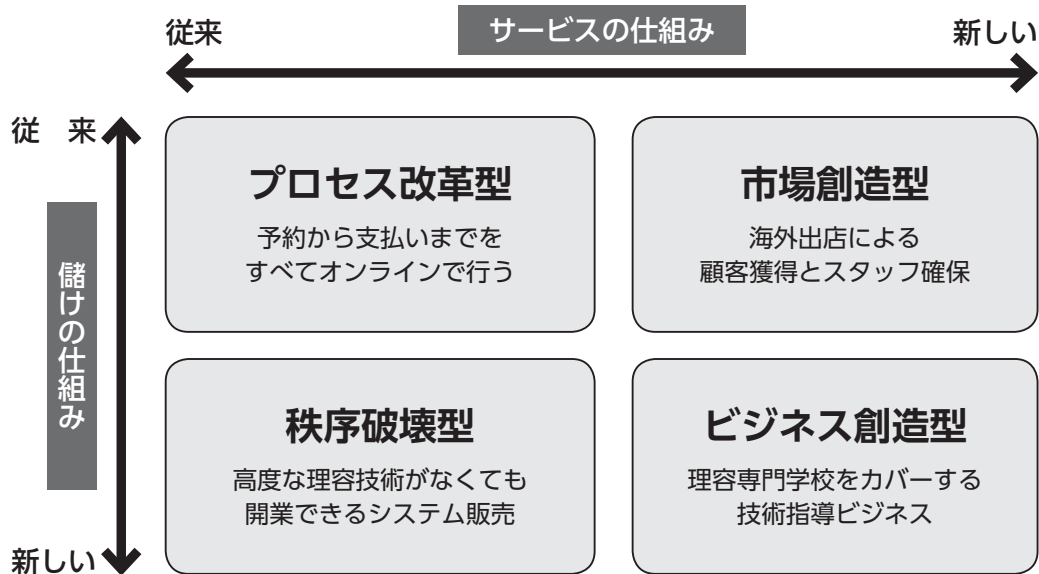 サービスの仕組み
従来
新しい
従　来
儲けの仕組み
新しい
プロセス改革型
予約から支払いまでを
すべてオンラインで行う
市場創造型
海外出店による
顧客獲得とスタッフ確保
秩序破壊型
高度な理容技術がなくても
開業できるシステム販売
ビジネス創造型
理容専門学校をカバーする
技術指導ビジネス